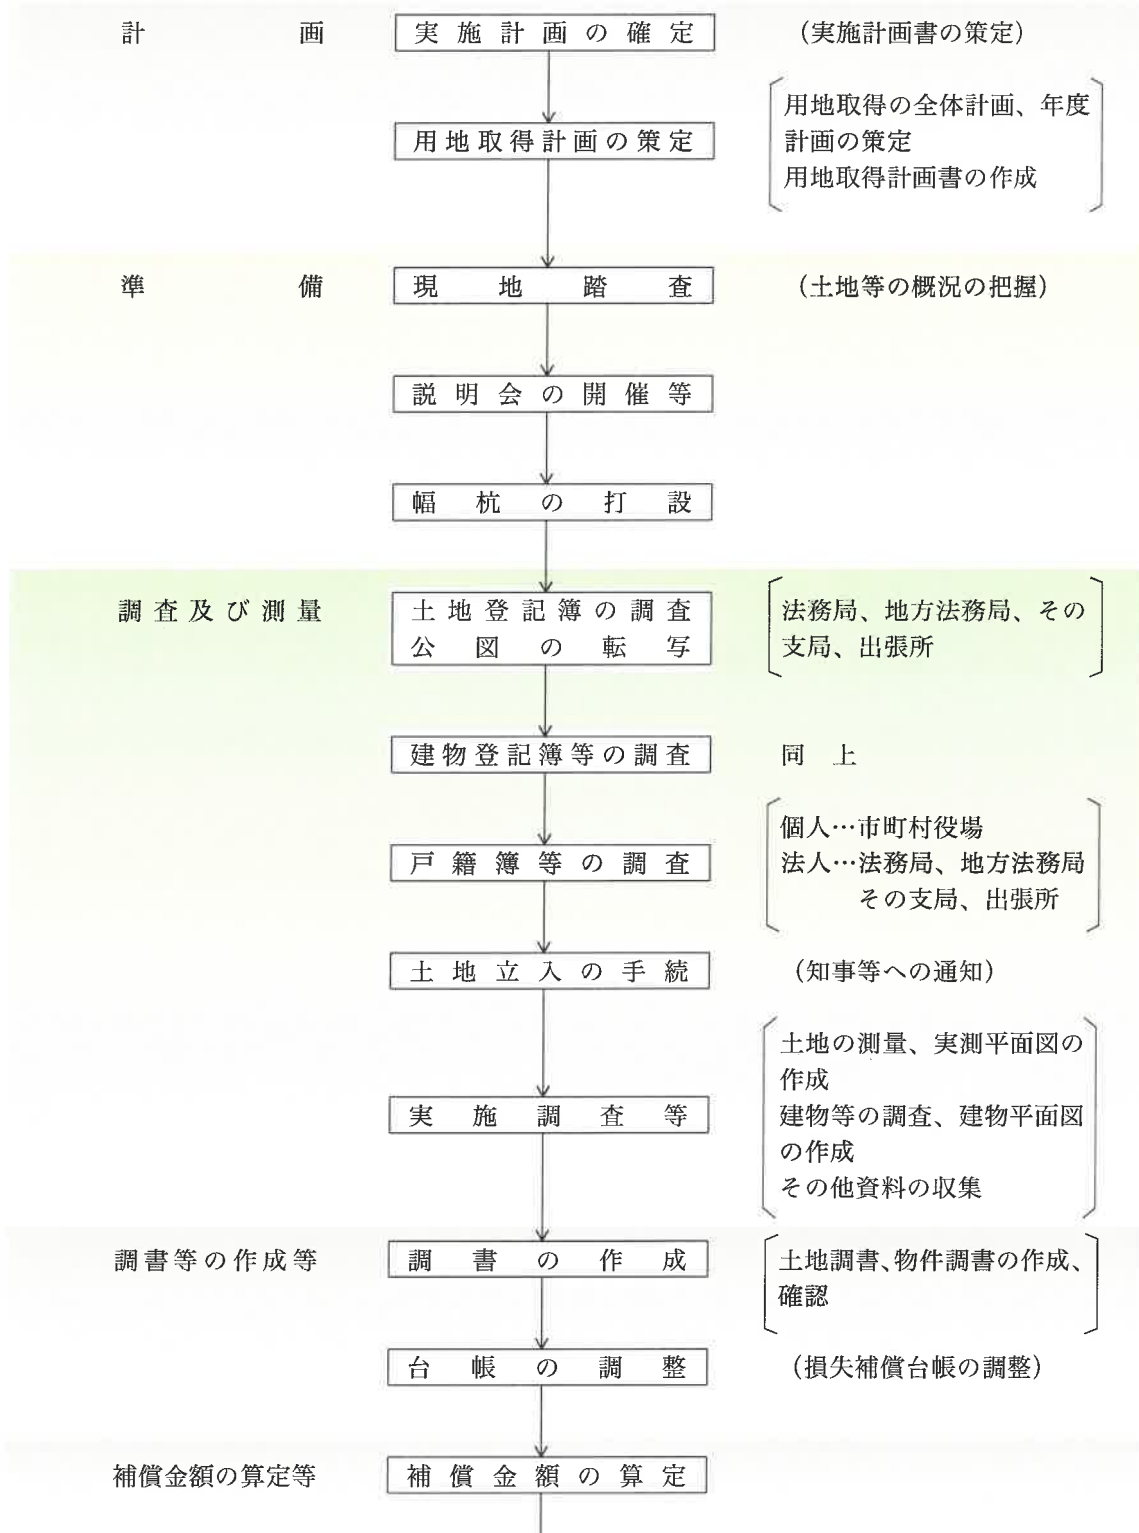 計画
実施計画の確定
(実施計画書の策定)
用地取得計画の策定
用地取得の全体計画、年度
計画の策定
用地取得計画書の作成
準備
現地踏査
(土地等の概況の把握)
説明会の開催等
幅杭の打設
調査及び測量
土地登記簿の調査
公図の転写
法務局、地方法務局、その
支局、出張所
建物登記簿等の調査
同上
戸籍簿等の調査
個人…市町村役場
法人…法務局、地方法務局
その支局、出張所
土地立入の手続
(知事等への通知)
実施調査等
土地の測量、実測平面図の
作成
建物等の調査、建物平面図
の作成
その他資料の収集
調書等の作成等
調書の作成
土地調書、物件調書の作成、
確認
台帳の調整
(損失補償台帳の調整)
補償金額の算定等
補償金額の算定